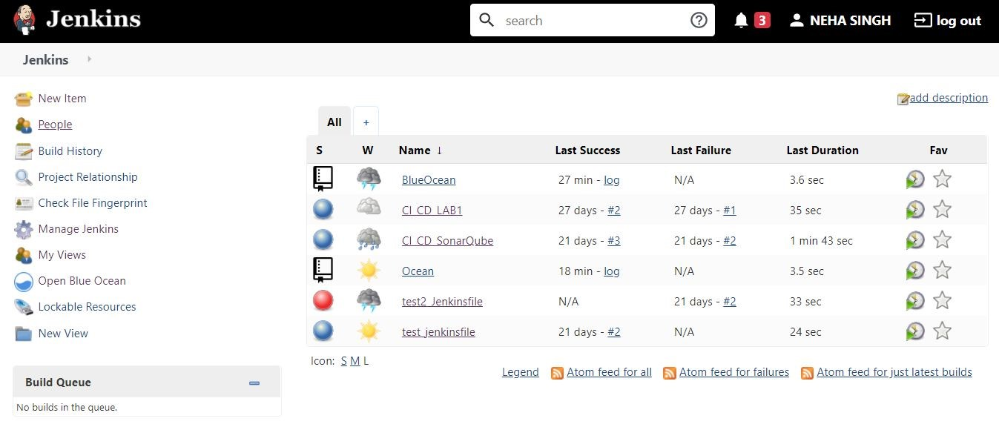 Jenkins search 3 NEHA SINGH log out
Jenkins
New Item
People
Build History
Project Relationship
Check File Fingerprint
Manage Jenkins
My Views
Open Blue Ocean
Lockable Resources
New View
Build Queue
No builds in the queue.
add description
All +
S W Name ↓ Last Success Last Failure Last Duration Fav
BlueOcean 27 min - log N/A 3.6 sec
CI_CD_LAB1 27 days - #2 27 days - #1 35 sec
CI_CD_SonarQube 21 days - #3 21 days - #2 1 min 43 sec
Ocean 18 min - log N/A 3.5 sec
test2_Jenkinsfile N/A 21 days - #2 33 sec
test_jenkinsfile 21 days - #2 N/A 24 sec
Icon: S M L
Legend Atom feed for all Atom feed for failures Atom feed for just latest builds